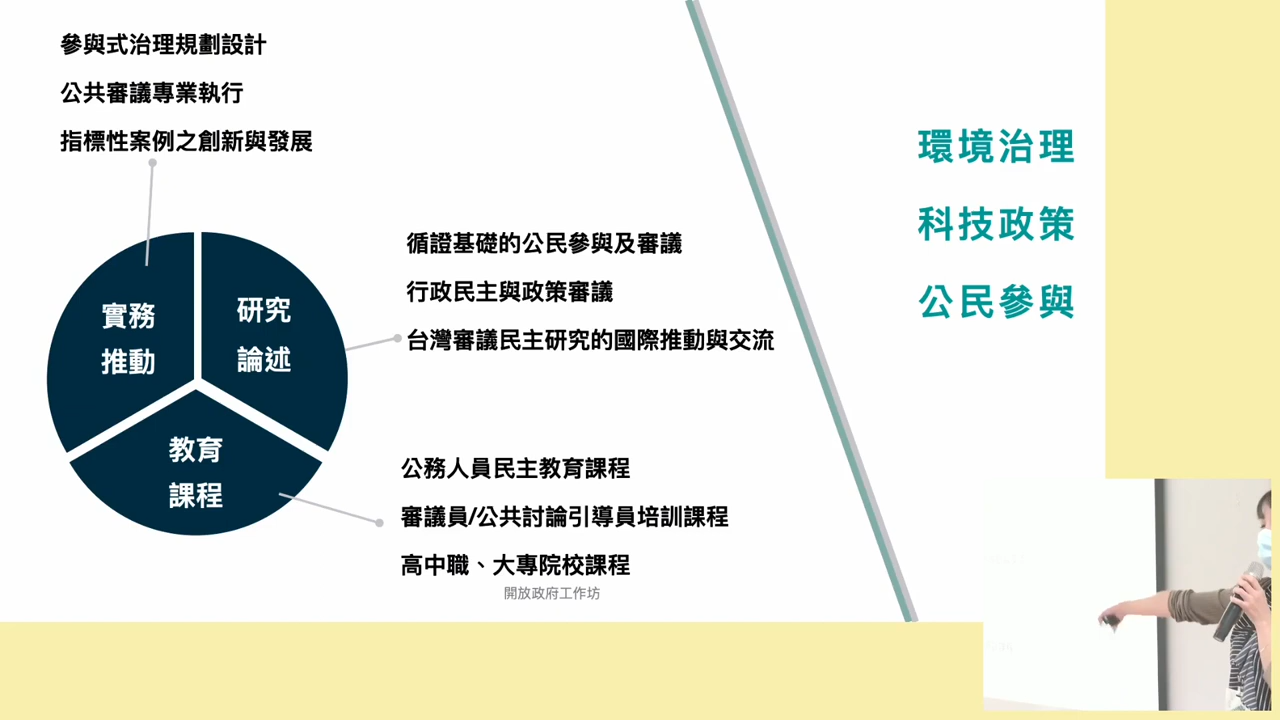 參與式治理規劃設計
公共審議專業執行
指標性案例之創新與發展
實務
推動
研究
論述
教育
課程
循證基礎的公民參與及審議
行政民主與政策審議
台灣審議民主研究的國際推動與交流
公務人員民主教育課程
審議員/公共討論引導員培訓課程
高中職、大專院校課程
開放政府工作坊
環境治理
科技政策
公民參與